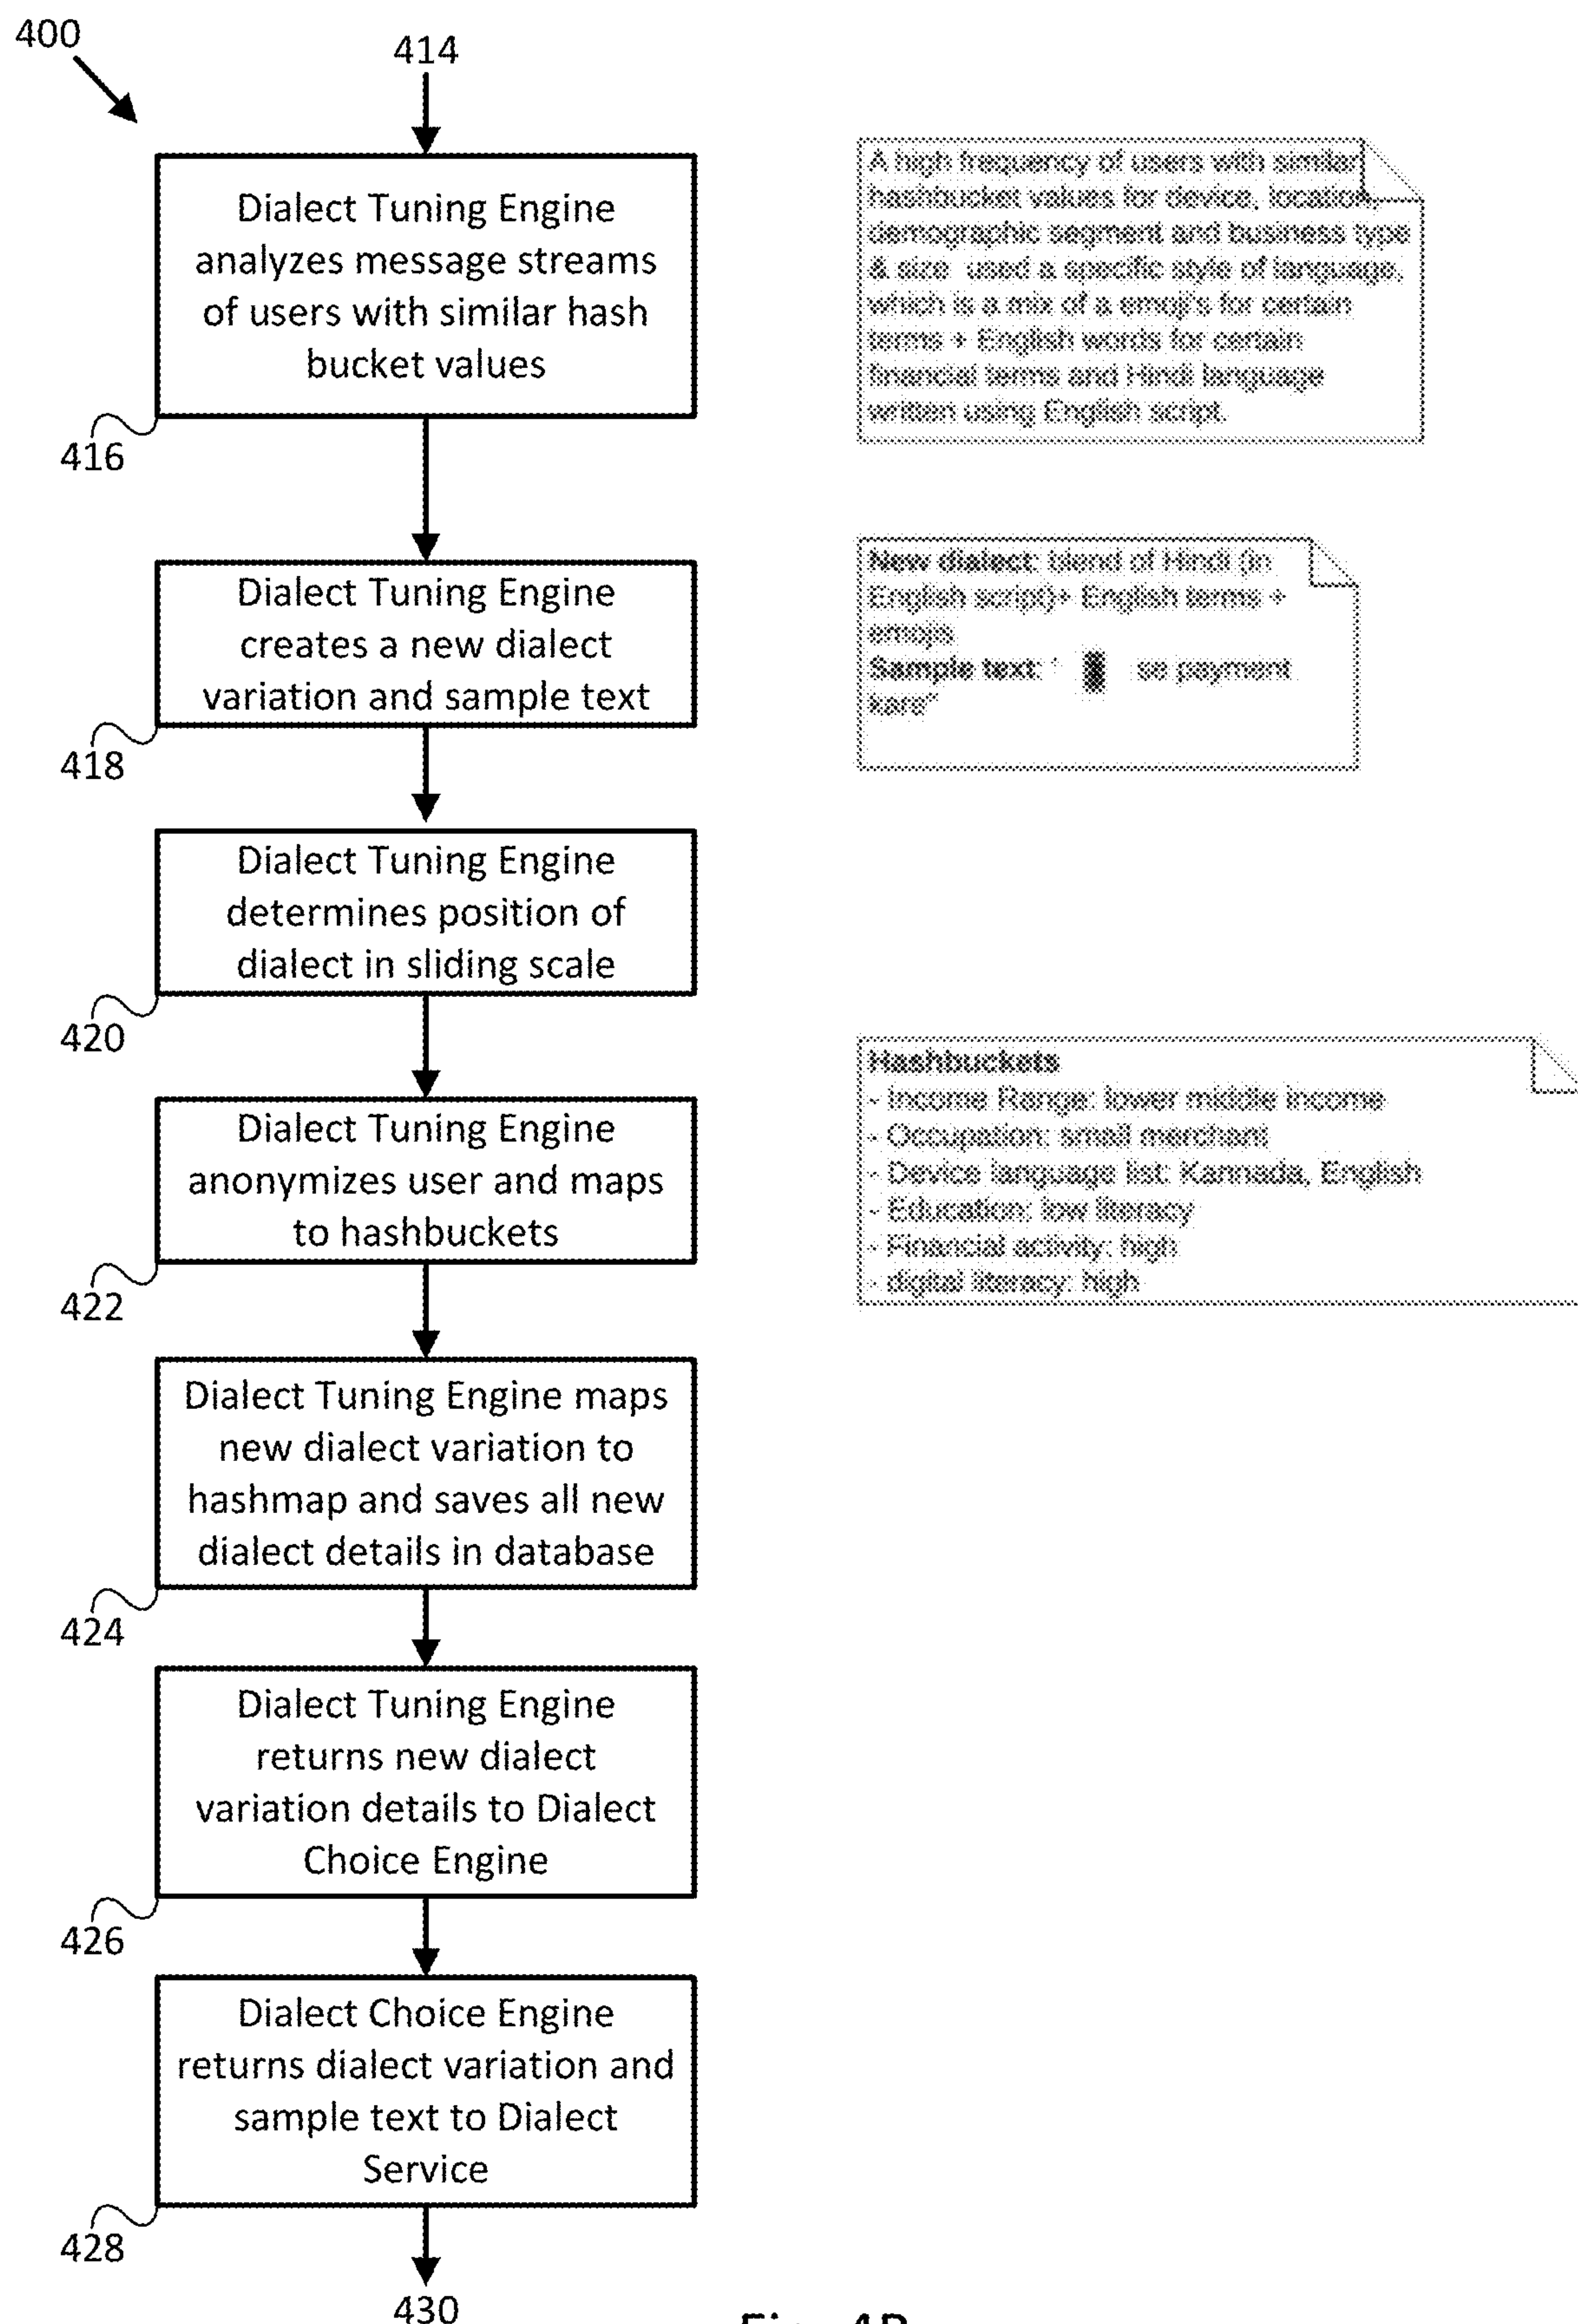 400
414
Dialect Tuning Engine
analyzes message streams
of users with similar hash
bucket values
416
A high frequency of users with similar
hashbucket values for device, location,
demographic segment and business type
& size used a specific style of language,
which is a mix of a emoji's for certain
terms + English words for certain
financial terms and Hindi language
written using English script.
Dialect Tuning Engine
creates a new dialect
variation and sample text
418
New dialect: blend of Hindi (in
English script)+ English terms +
emojis
Sample text: " se payment
kare"
Dialect Tuning Engine
determines position of
dialect in sliding scale
420
Dialect Tuning Engine
anonymizes user and maps
to hashbuckets
422
Hashbuckets
- Income Range: lower middle income
- Occupation: small merchant
- Device language list: Kannada, English
- Education: low literacy
- Financial activity: high
- digital literacy: high
Dialect Tuning Engine maps
new dialect variation to
hashmap and saves all new
dialect details in database
424
Dialect Tuning Engine
returns new dialect
variation details to Dialect
Choice Engine
426
Dialect Choice Engine
returns dialect variation and
sample text to Dialect
Service
428
430